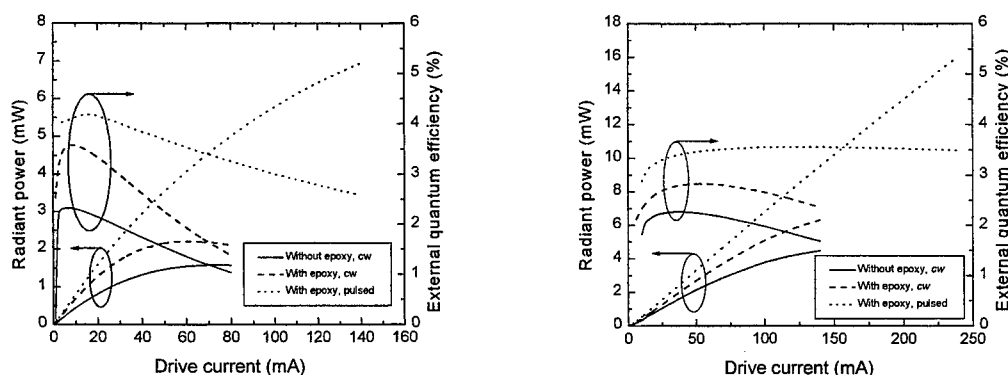 Radiant power (mW)
8
7
6
5
4
3
2
1
0
0 20 40 60 80 100 120 140 160
Drive current (mA)
6
5
4
3
2
1
0
External quantum efficiency (%)
Without epoxy, cw
With epoxy, cw
With epoxy, pulsed
Radiant power (mW)
18
16
14
12
10
8
6
4
2
0
0 50 100 150 200 250
Drive current (mA)
6
5
4
3
2
1
0
External quantum efficiency (%)
Without epoxy, cw
With epoxy, cw
With epoxy, pulsed